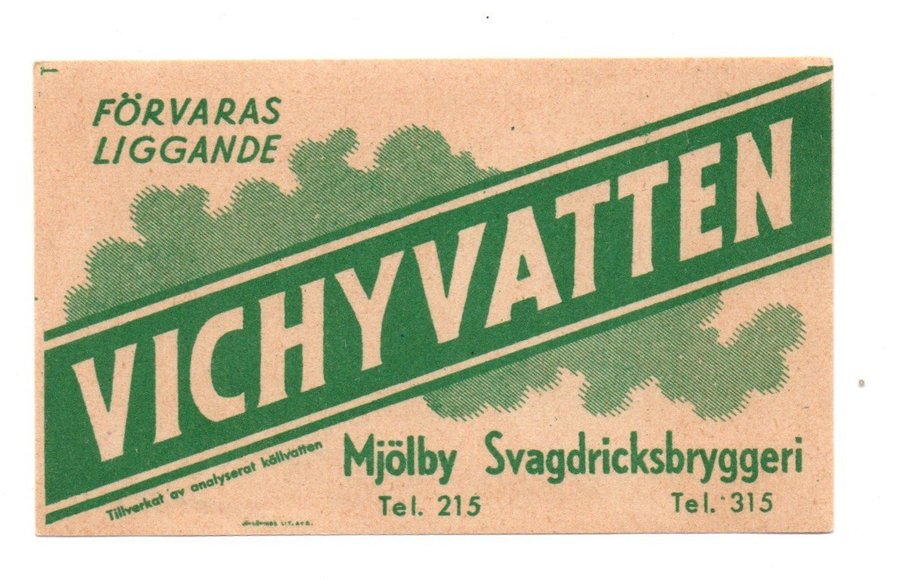 FÖRVARAS
LIGGANDE
VICHYVATTEN
Tillverkat av analyserat källvatten
Mjölby Svagdricksbryggeri
Tel. 215 Tel. 315